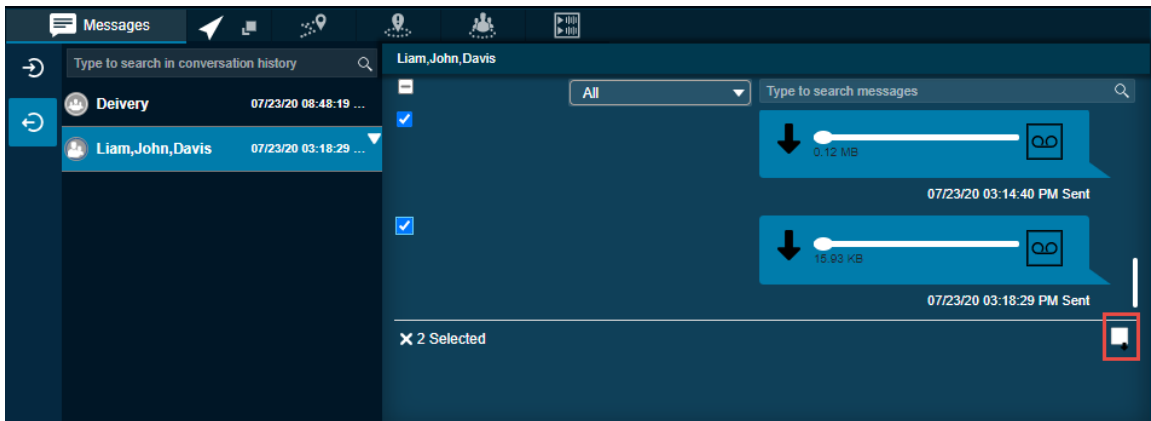 Messages
Type to search in conversation history
Deivery 07/23/20 08:48:19 ...
Liam,John,Davis 07/23/20 03:18:29 ...
Liam,John,Davis
All Type to search messages
0.12 MB
07/23/20 03:14:40 PM Sent
15.93 KB
07/23/20 03:18:29 PM Sent
2 Selected